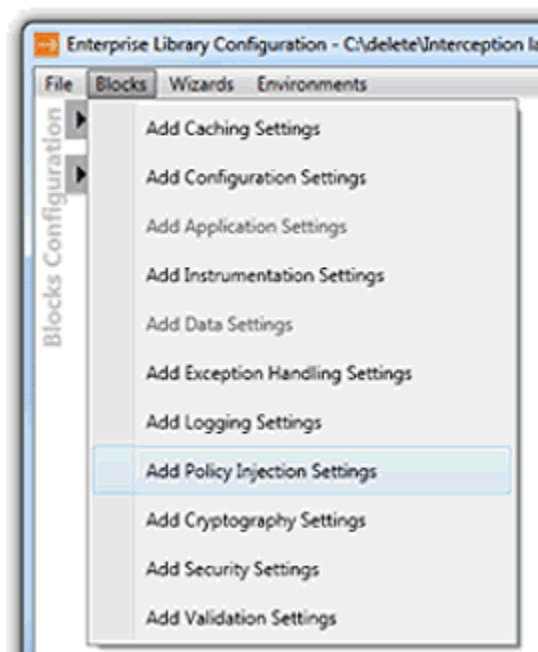 Enterprise Library Configuration - C:\delete\Interception
File Blocks Wizards Environments
Blocks Configuration
Add Caching Settings
Add Configuration Settings
Add Application Settings
Add Instrumentation Settings
Add Data Settings
Add Exception Handling Settings
Add Logging Settings
Add Policy Injection Settings
Add Cryptography Settings
Add Security Settings
Add Validation Settings